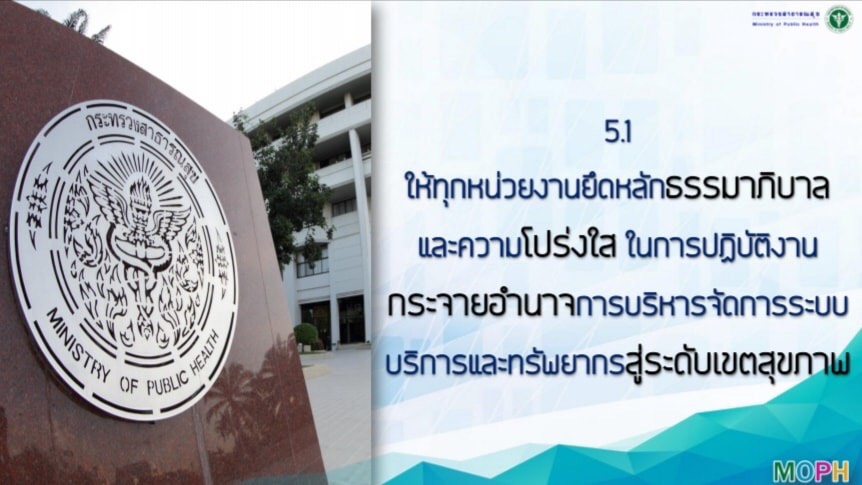 กระทรวงสาธารณสุข
MINISTRY OF PUBLIC HEALTH
กระทรวงสาธารณสุข
Ministry of Public Health
5.1
ให้ทุกหน่วยงานยึดหลักธรรมาภิบาล
และความโปร่งใส ในการปฏิบัติงาน
กระจายอำนาจการบริหารจัดการระบบ
บริการและทรัพยากรสู่ระดับเขตสุขภาพ
MOPH